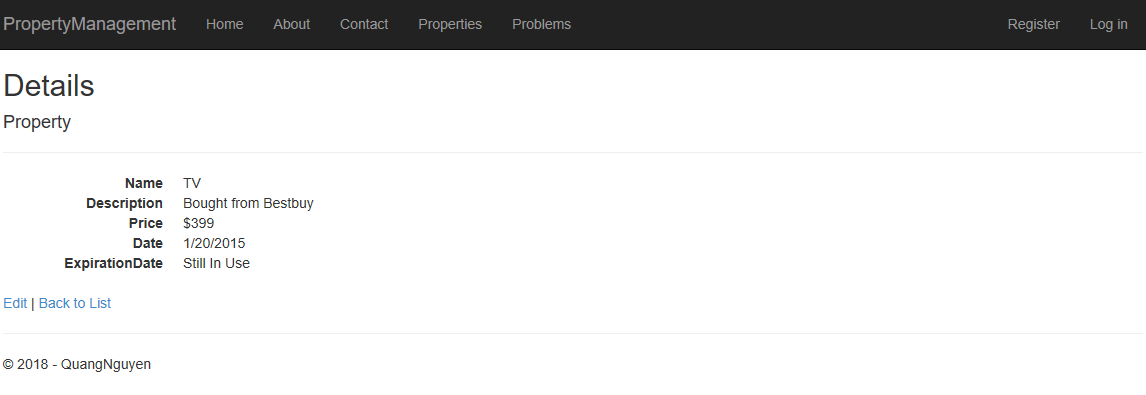 PropertyManagement Home About Contact Properties Problems Register Log in
Details
Property
Name TV
Description Bought from Bestbuy
Price $399
Date 1/20/2015
ExpirationDate Still In Use
Edit | Back to List
© 2018 - QuangNguyen